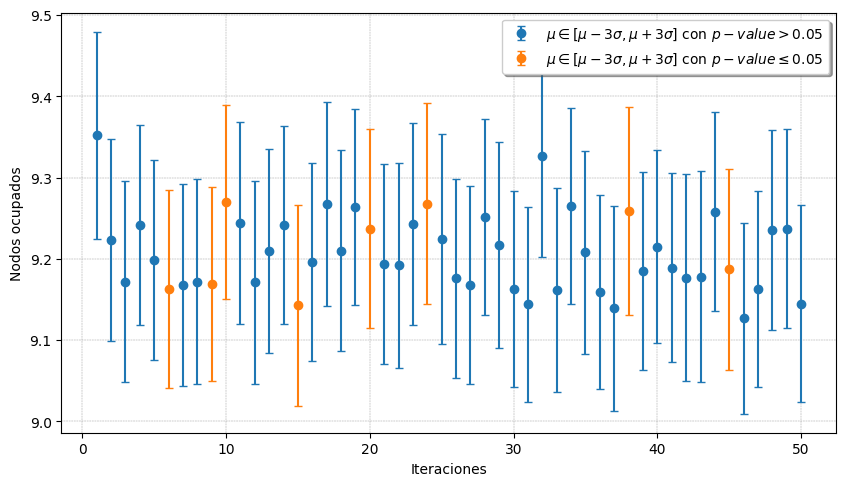 9.5
9.4
9.3
9.2
9.1
9.0
Nodos ocupados
μ ∈ [μ − 3σ, μ + 3σ] con p − value > 0.05
μ ∈ [μ − 3σ, μ + 3σ] con p − value ≤ 0.05
0 10 20 30 40 50
Iteraciones